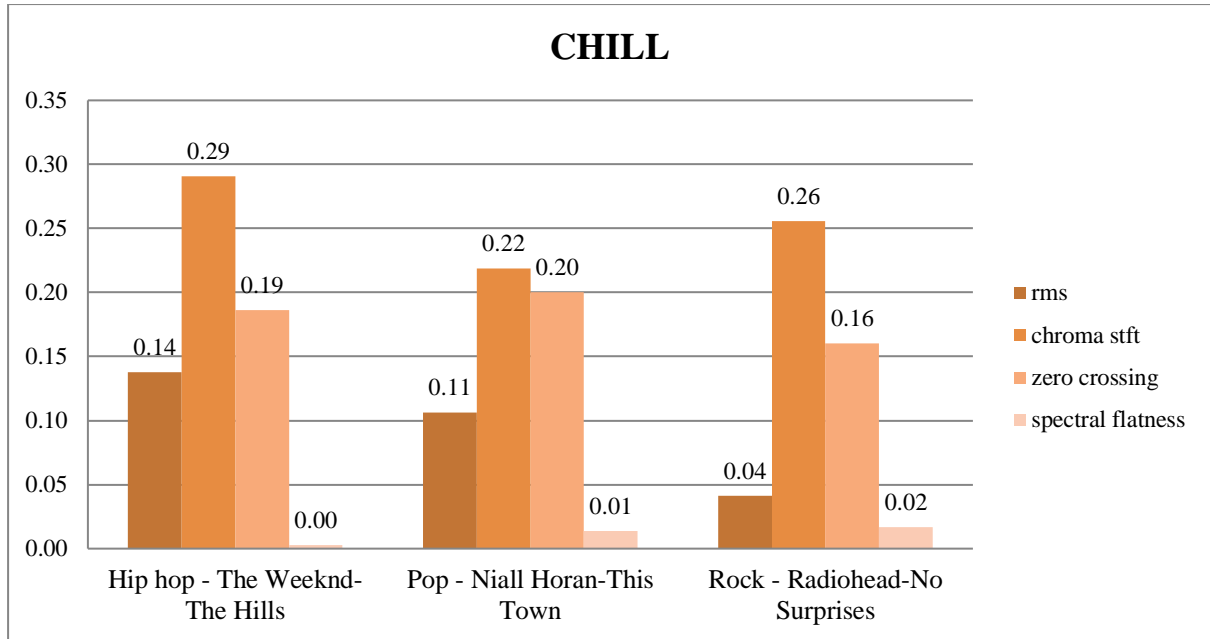 CHILL
0.35
0.30
0.25
0.20
0.15
0.10
0.05
0.00
0.14
0.29
0.19
0.00
0.11
0.22
0.20
0.01
0.04
0.26
0.16
0.02
Hip hop - The Weeknd-
The Hills
Pop - Niall Horan-This
Town
Rock - Radiohead-No
Surprises
rms
chroma stft
zero crossing
spectral flatness